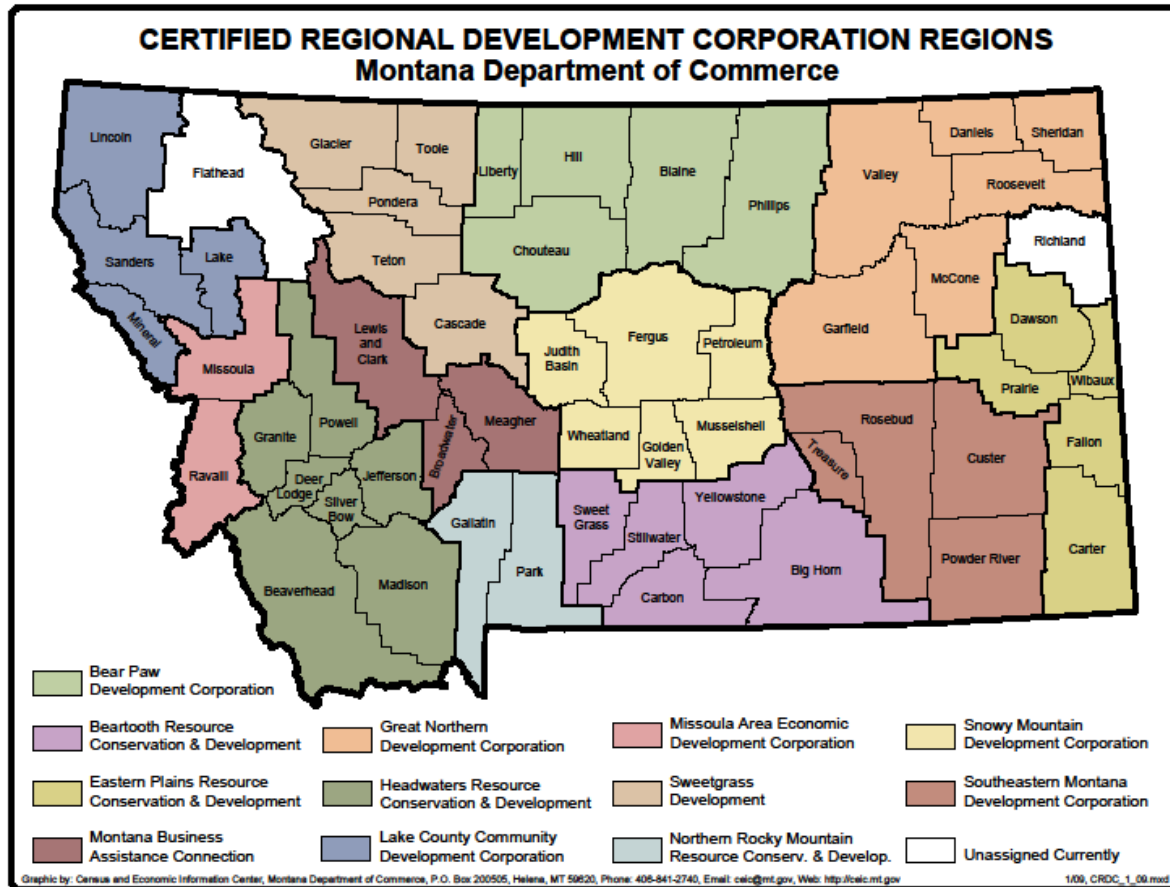 CERTIFIED REGIONAL DEVELOPMENT CORPORATION REGIONS
Montana Department of Commerce
Lincoln
Flathead
Glacier
Toole
Liberty
Hill
Blaine
Phillips
Valley
Daniels
Sheridan
Roosevelt
Pondera
Teton
Chouteau
Richland
Sanders
Lake
Mineral
McCone
Dawson
Garfield
Cascade
Lewis
and
Clark
Judith
Basin
Fergus
Petroleum
Missoula
Prairie
Wibaux
Powell
Granite
Meagher
Broadwater
Wheatland
Golden
Valley
Musselshell
Rosebud
Treasure
Custer
Fallon
Ravalli
Deer
Lodge
Jefferson
Silver
Bow
Gallatin
Park
Sweet
Grass
Stillwater
Yellowstone
Big Horn
Carbon
Powder River
Carter
Beaverhead
Madison
Bear Paw
Development Corporation
Beartooth Resource
Conservation & Development
Great Northern
Development Corporation
Missoula Area Economic
Development Corporation
Snowy Mountain
Development Corporation
Eastern Plains Resource
Conservation & Development
Headwaters Resource
Conservation & Development
Sweetgrass
Development
Southeastern Montana
Development Corporation
Montana Business
Assistance Connection
Lake County Community
Development Corporation
Northern Rocky Mountain
Resource Conserv. & Develop.
Unassigned Currently
Graphic by: Census and Economic Information Center, Montana Department of Commerce, P.O. Box 200505, Helena, MT 59620, Phone: 406-841-2740, Email: ceic@mt.gov, Web: http://ceic.mt.gov
1/09, CRDC_1_09.mxd